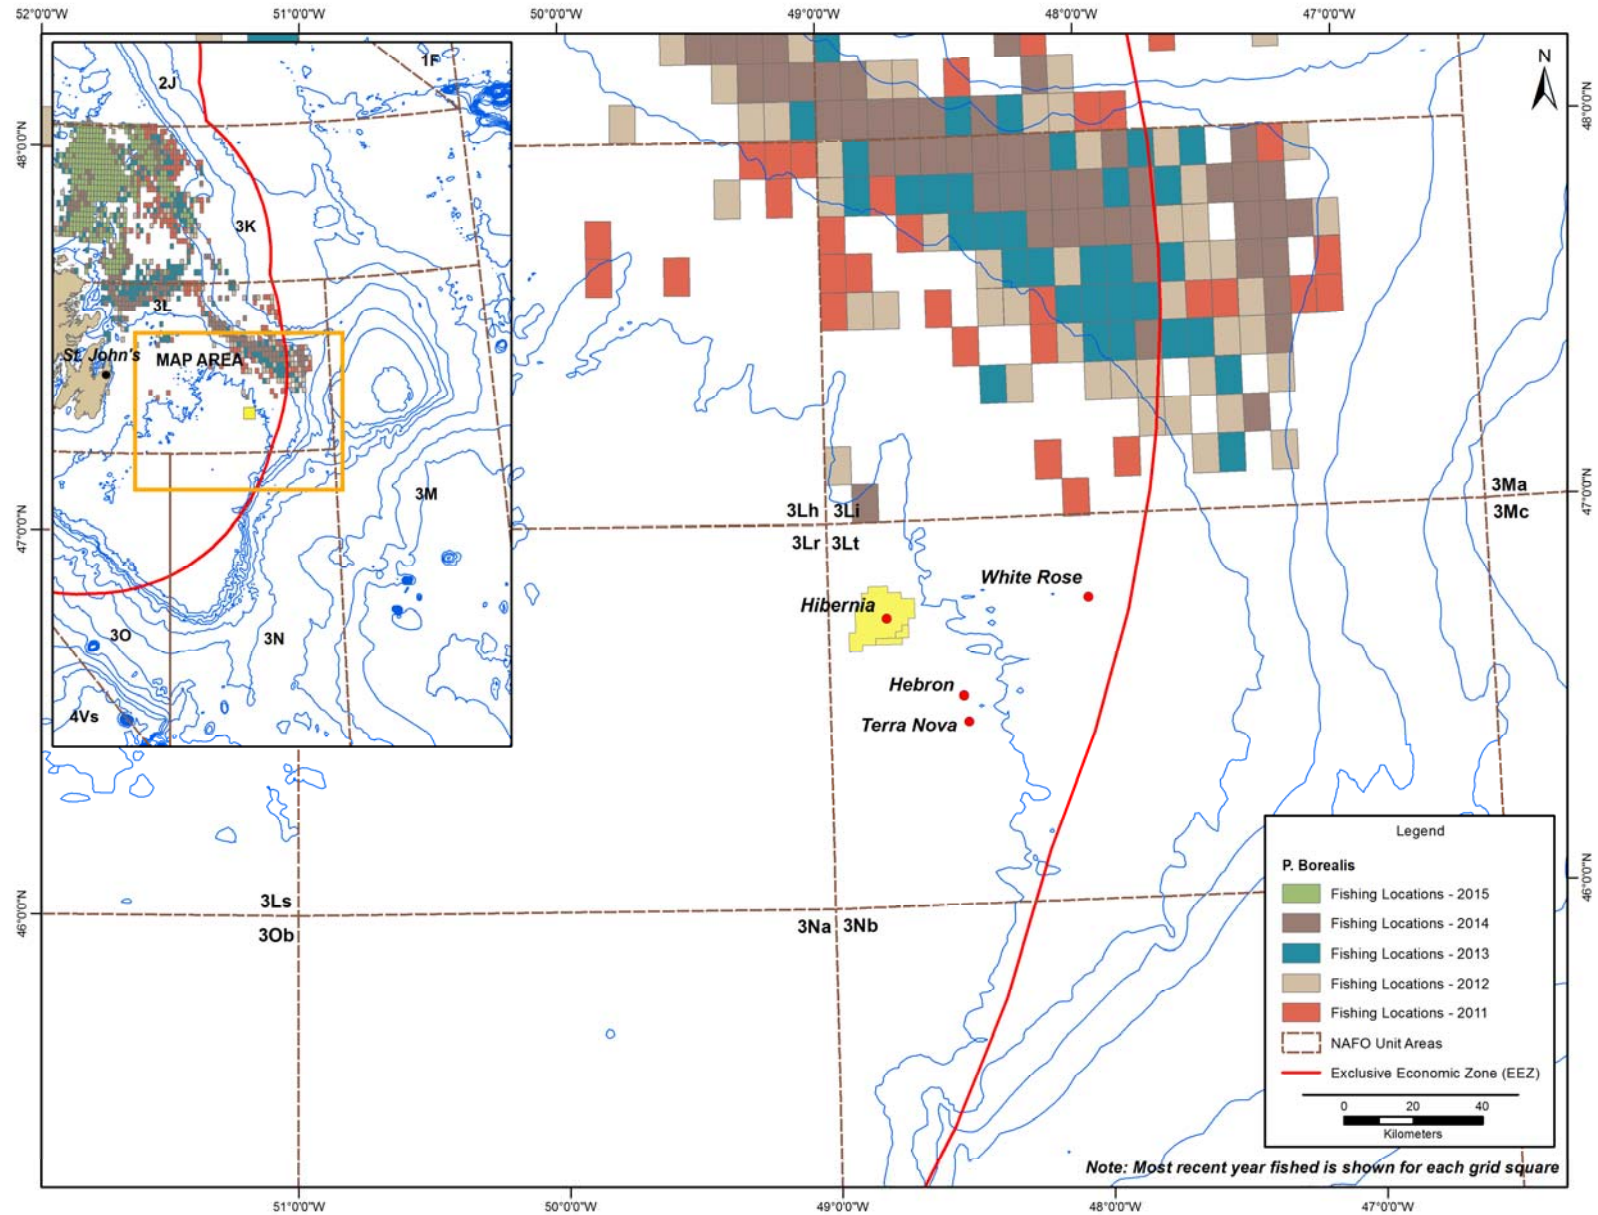 52°0'0"W 51°0'0"W 50°0'0"W 49°0'0"W 48°0'0"W 47°0'0"W
1F
2J
N
48°0'0"N
48°0'0"N
3K
3L
St. John's
MAP AREA
3M
3Ma
3Mc
47°0'0"N
47°0'0"N
3Lh 3Li
3Lr 3Lt
White Rose
Hibernia
3O
3N
Hebron
4Vs
Terra Nova
Legend
P. Borealis
Fishing Locations - 2015
Fishing Locations - 2014
Fishing Locations - 2013
Fishing Locations - 2012
Fishing Locations - 2011
NAFO Unit Areas
Exclusive Economic Zone (EEZ)
0 20 40
Kilometers
46°0'0"N
46°0'0"N
3Ls
3Ob
3Na 3Nb
Note: Most recent year fished is shown for each grid square
51°0'0"W 50°0'0"W 49°0'0"W 48°0'0"W 47°0'0"W